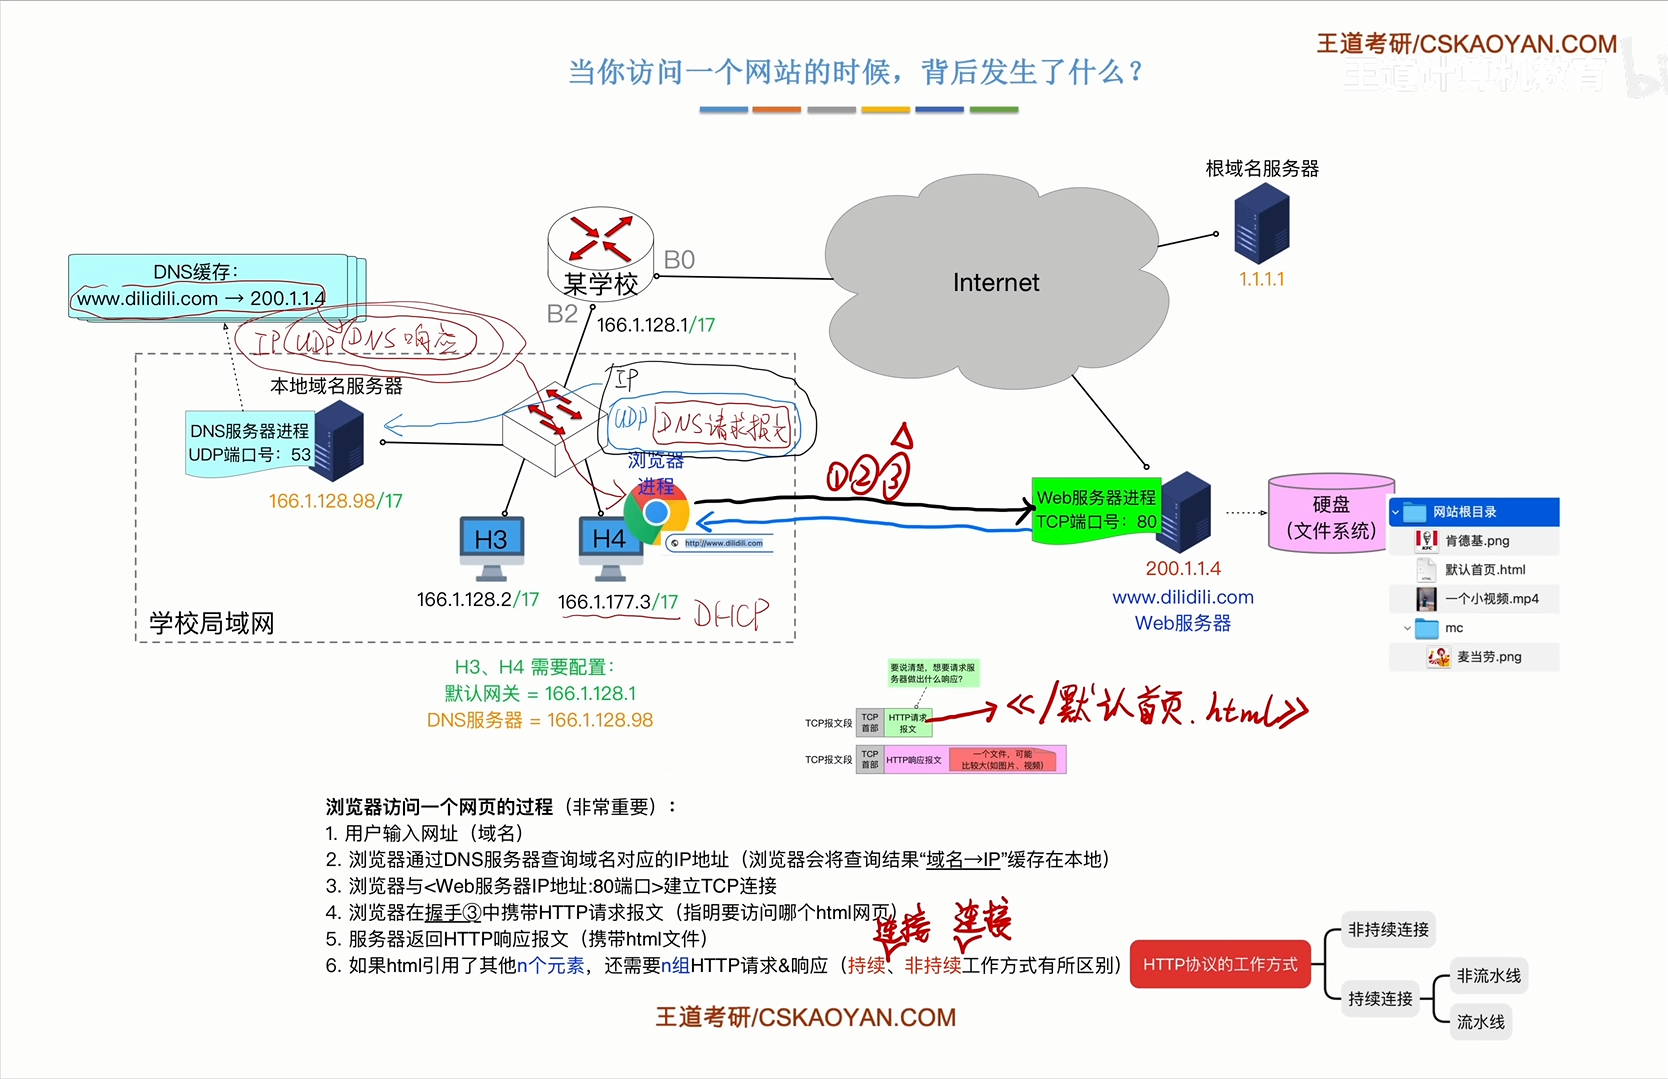 王道考研/CSKAOYAN.COM
王道计算机教育
当你访问一个网站的时候，背后发生了什么？
根域名服务器
1.1.1.1
Internet
B0
某学校
B2
166.1.128.1/17
DNS缓存：
www.dilidili.com → 200.1.1.4
IP UDP DNS响应
本地域名服务器
DNS服务器进程
UDP端口号：53
166.1.128.98/17
IP
UDP DNS请求报文
浏览器
进程
http://www.dilidili.com
①②③
H3
H4
166.1.128.2/17
166.1.177.3/17
DHCP
学校局域网
Web服务器进程
TCP端口号：80
200.1.1.4
www.dilidili.com
Web服务器
硬盘
（文件系统）
网站根目录
肯德基.png
默认首页.html
一个小视频.mp4
mc
麦当劳.png
H3、H4 需要配置：
默认网关 = 166.1.128.1
DNS服务器 = 166.1.128.98
要说清楚，想要请求服
务器做出什么响应？
TCP报文段
TCP
首部
HTTP请求
报文
《/默认首页.html》
TCP报文段
TCP
首部
HTTP响应报文
一个文件，可能
比较大(如图片、视频)
浏览器访问一个网页的过程（非常重要）：
1. 用户输入网址（域名）
2. 浏览器通过DNS服务器查询域名对应的IP地址（浏览器会将查询结果“域名→IP”缓存在本地）
3. 浏览器与<Web服务器IP地址:80端口>建立TCP连接
4. 浏览器在握手③中携带HTTP请求报文（指明要访问哪个html网页）
5. 服务器返回HTTP响应报文（携带html文件）
连接 连接
6. 如果html引用了其他n个元素，还需要n组HTTP请求&响应（持续、非持续工作方式有所区别）
HTTP协议的工作方式
非持续连接
持续连接
非流水线
流水线
王道考研/CSKAOYAN.COM